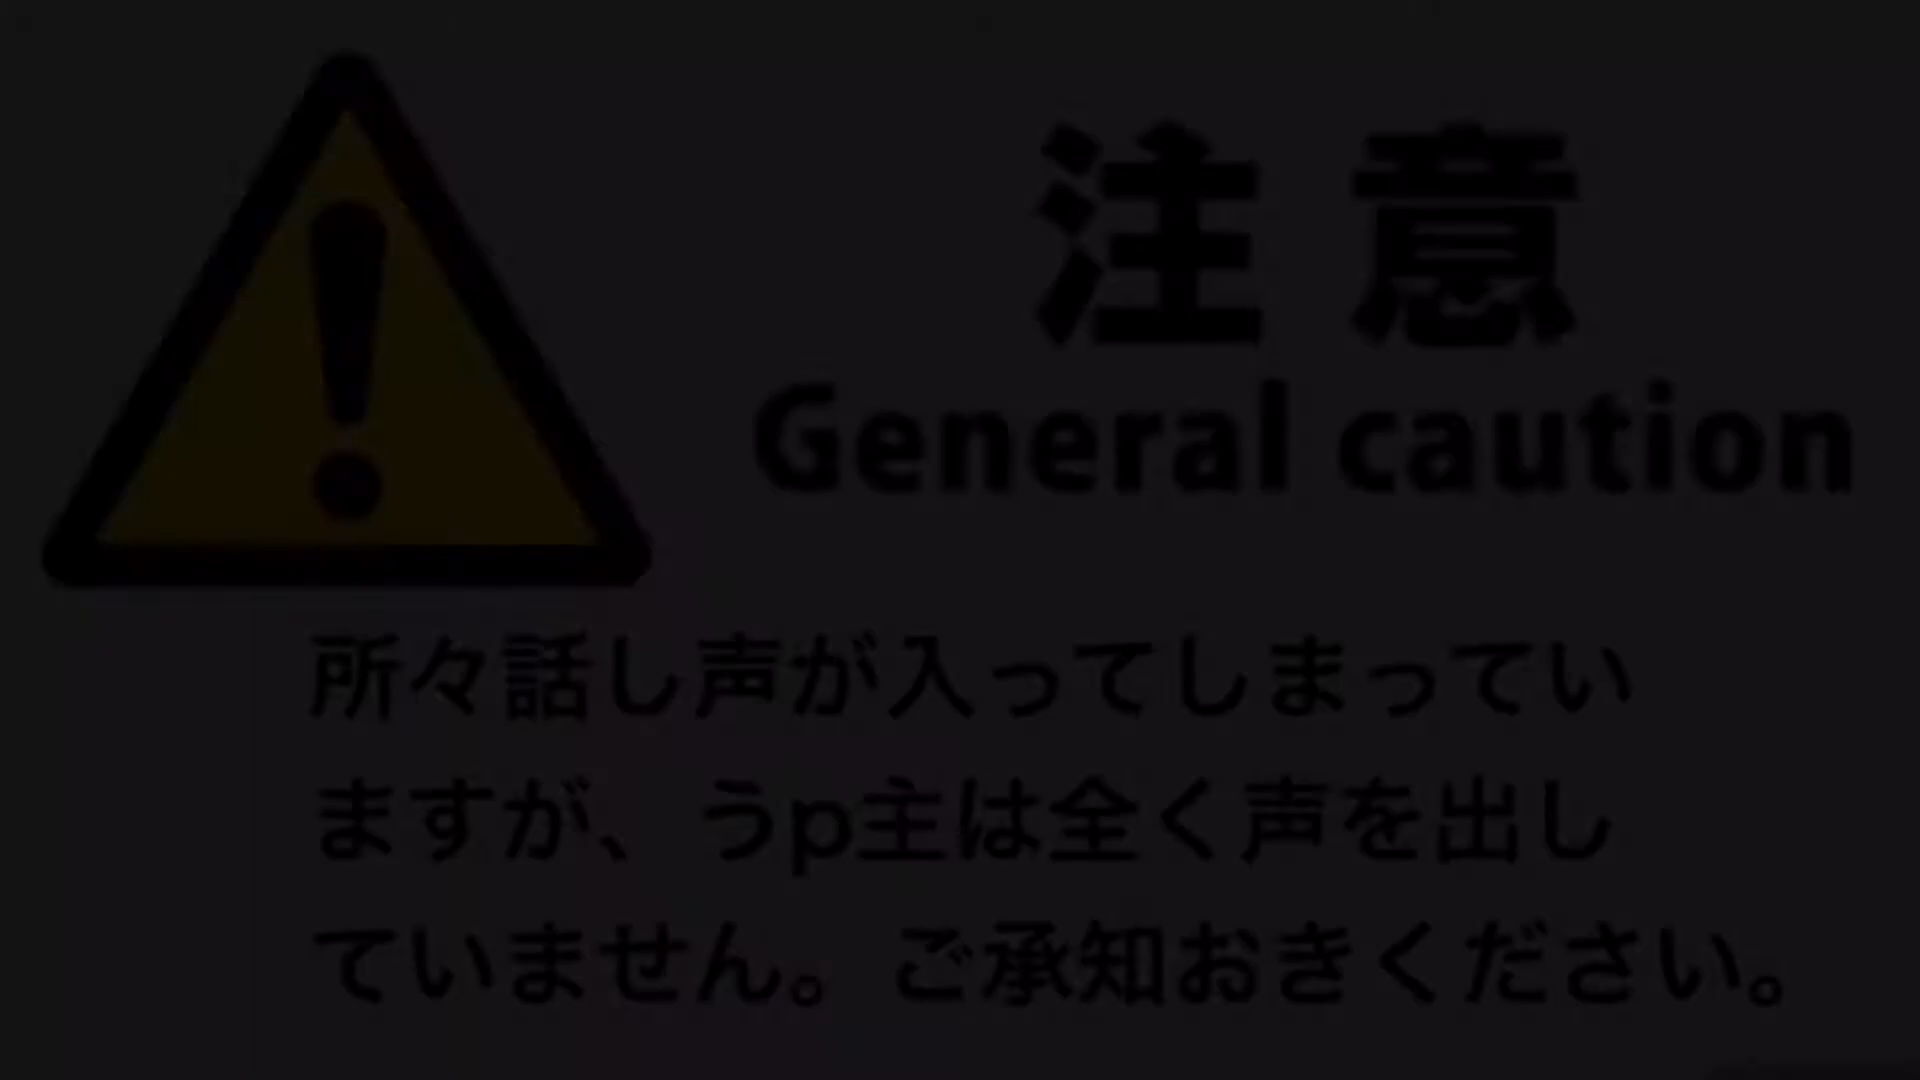 注意
General caution
所々話し声が入ってしまってい
ますが、うp主は全く声を出し
ていません。ご承知おきください。